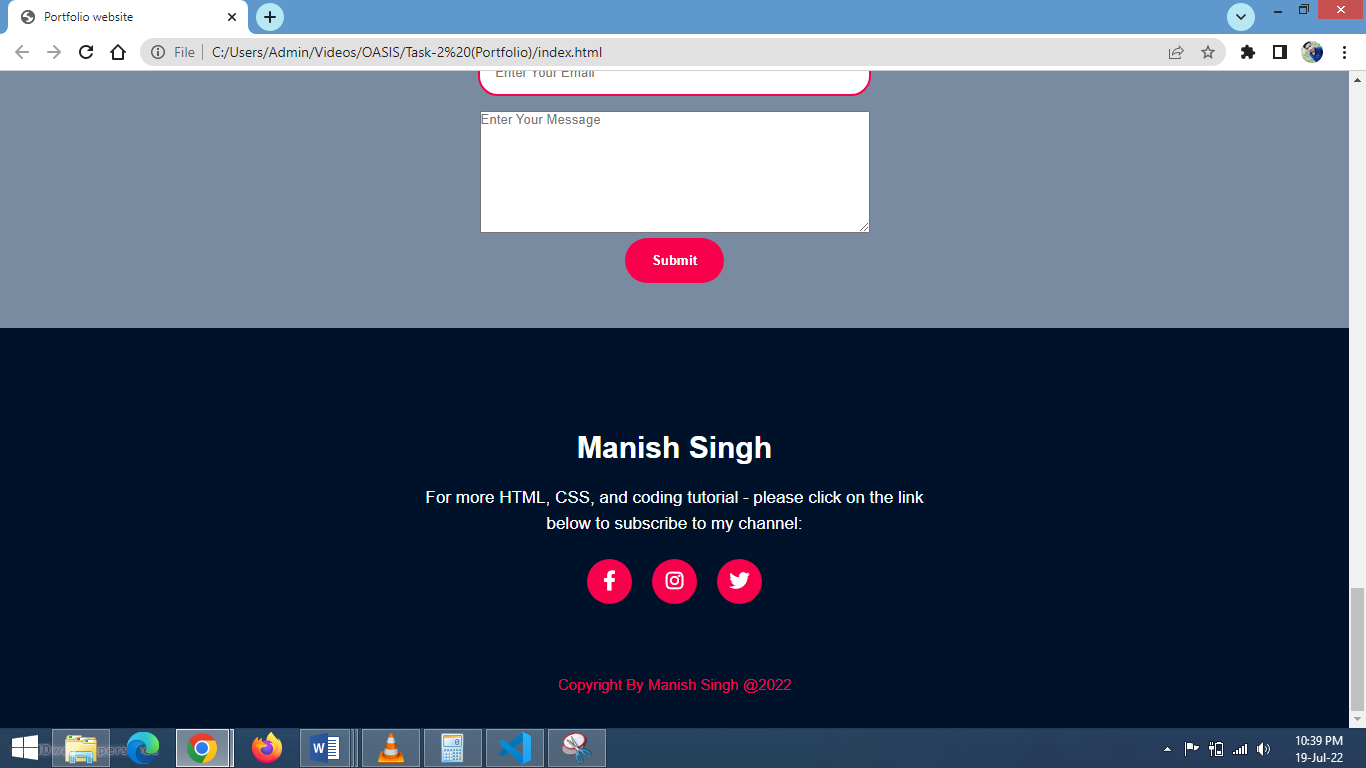 Portfolio website
File
C:/Users/Admin/Videos/OASIS/Task-2%20(Portfolio)/index.html
Enter Your Email
Enter Your Message
Submit
Manish Singh
For more HTML, CSS, and coding tutorial - please click on the link
below to subscribe to my channel:
Copyright By Manish Singh @2022
10:39 PM
19-Jul-22